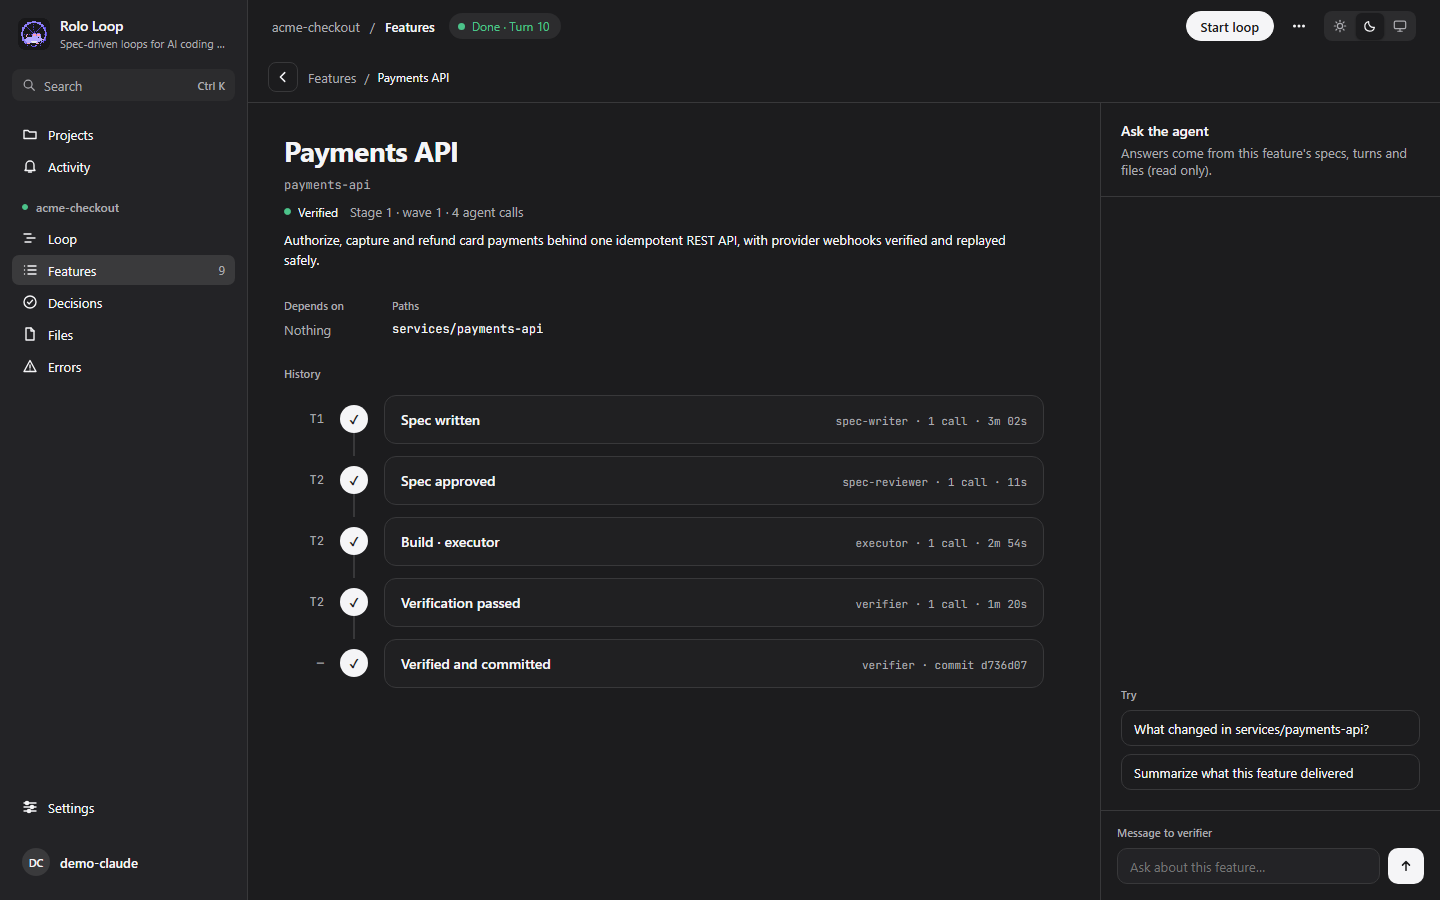 Rolo Loop
Spec-driven loops for AI coding ...
Search
Ctrl K
Projects
Activity
acme-checkout
Loop
Features
9
Decisions
Files
Errors
Settings
DC
demo-claude
acme-checkout / Features
Done · Turn 10
Start loop
Features / Payments API
Payments API
payments-api
Verified Stage 1 · wave 1 · 4 agent calls
Authorize, capture and refund card payments behind one idempotent REST API, with provider webhooks verified and replayed
safely.
Depends on
Nothing
Paths
services/payments-api
History
T1 Spec written spec-writer · 1 call · 3m 02s
T2 Spec approved spec-reviewer · 1 call · 11s
T2 Build · executor executor · 1 call · 2m 54s
T2 Verification passed verifier · 1 call · 1m 20s
– Verified and committed verifier · commit d736d07
Ask the agent
Answers come from this feature's specs, turns and
files (read only).
Try
What changed in services/payments-api?
Summarize what this feature delivered
Message to verifier
Ask about this feature...